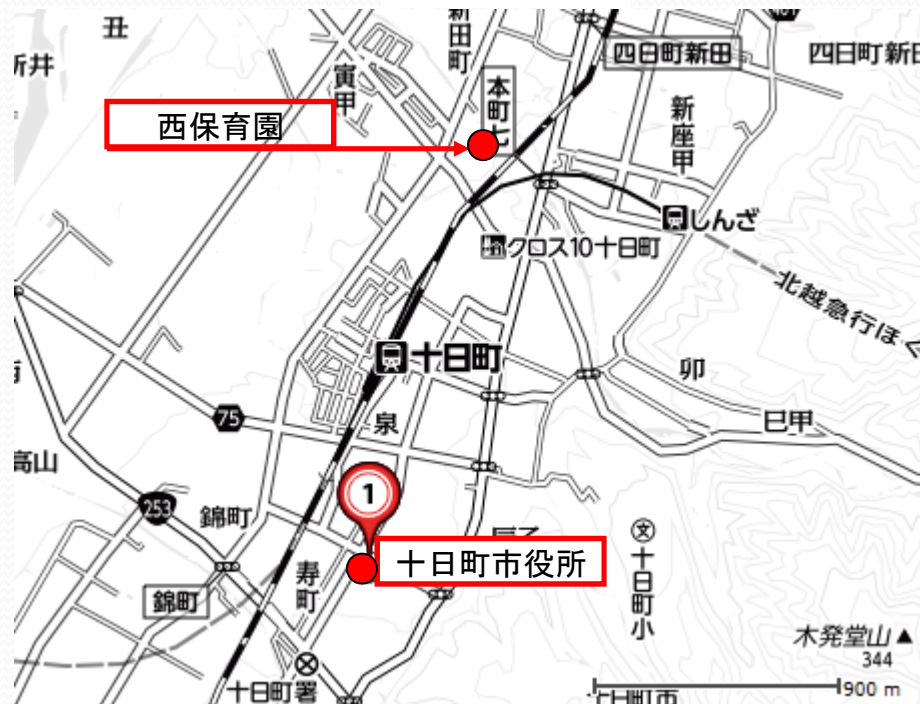 丑
新田町
新井
寅甲
本町七
四日町新田
四日町新田
西保育園
新座甲
しんざ
クロス10十日町
北越急行ほく
十日町
卯
75
泉
巳甲
高山
1
253
錦町
十日町市役所
寿町
錦町
十日町小
木発堂山
344
十日町署
900 m